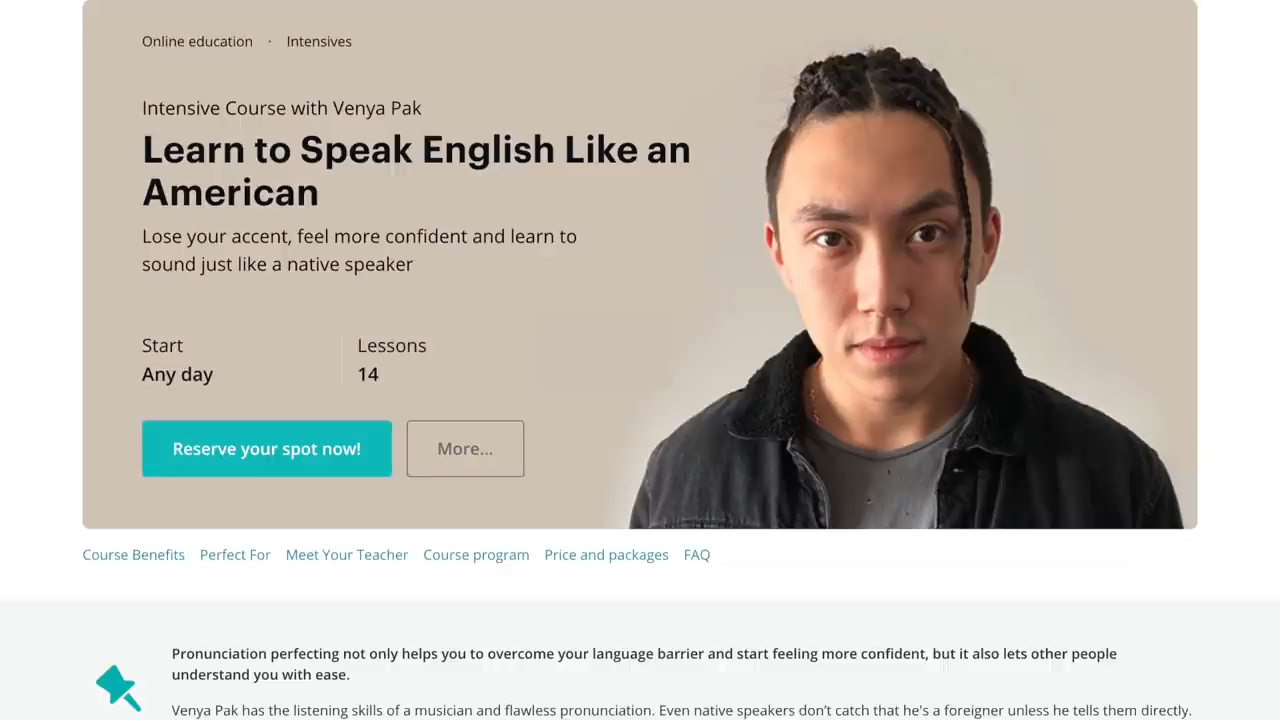 Online education · Intensives
Intensive Course with Venya Pak
Learn to Speak English Like an
American
Lose your accent, feel more confident and learn to
sound just like a native speaker
Start
Any day
Lessons
14
Reserve your spot now!
More...
Course Benefits Perfect For Meet Your Teacher Course program Price and packages FAQ
Pronunciation perfecting not only helps you to overcome your language barrier and start feeling more confident, but it also lets other people
understand you with ease.
Venya Pak has the listening skills of a musician and flawless pronunciation. Even native speakers don’t catch that he's a foreigner unless he tells them directly.